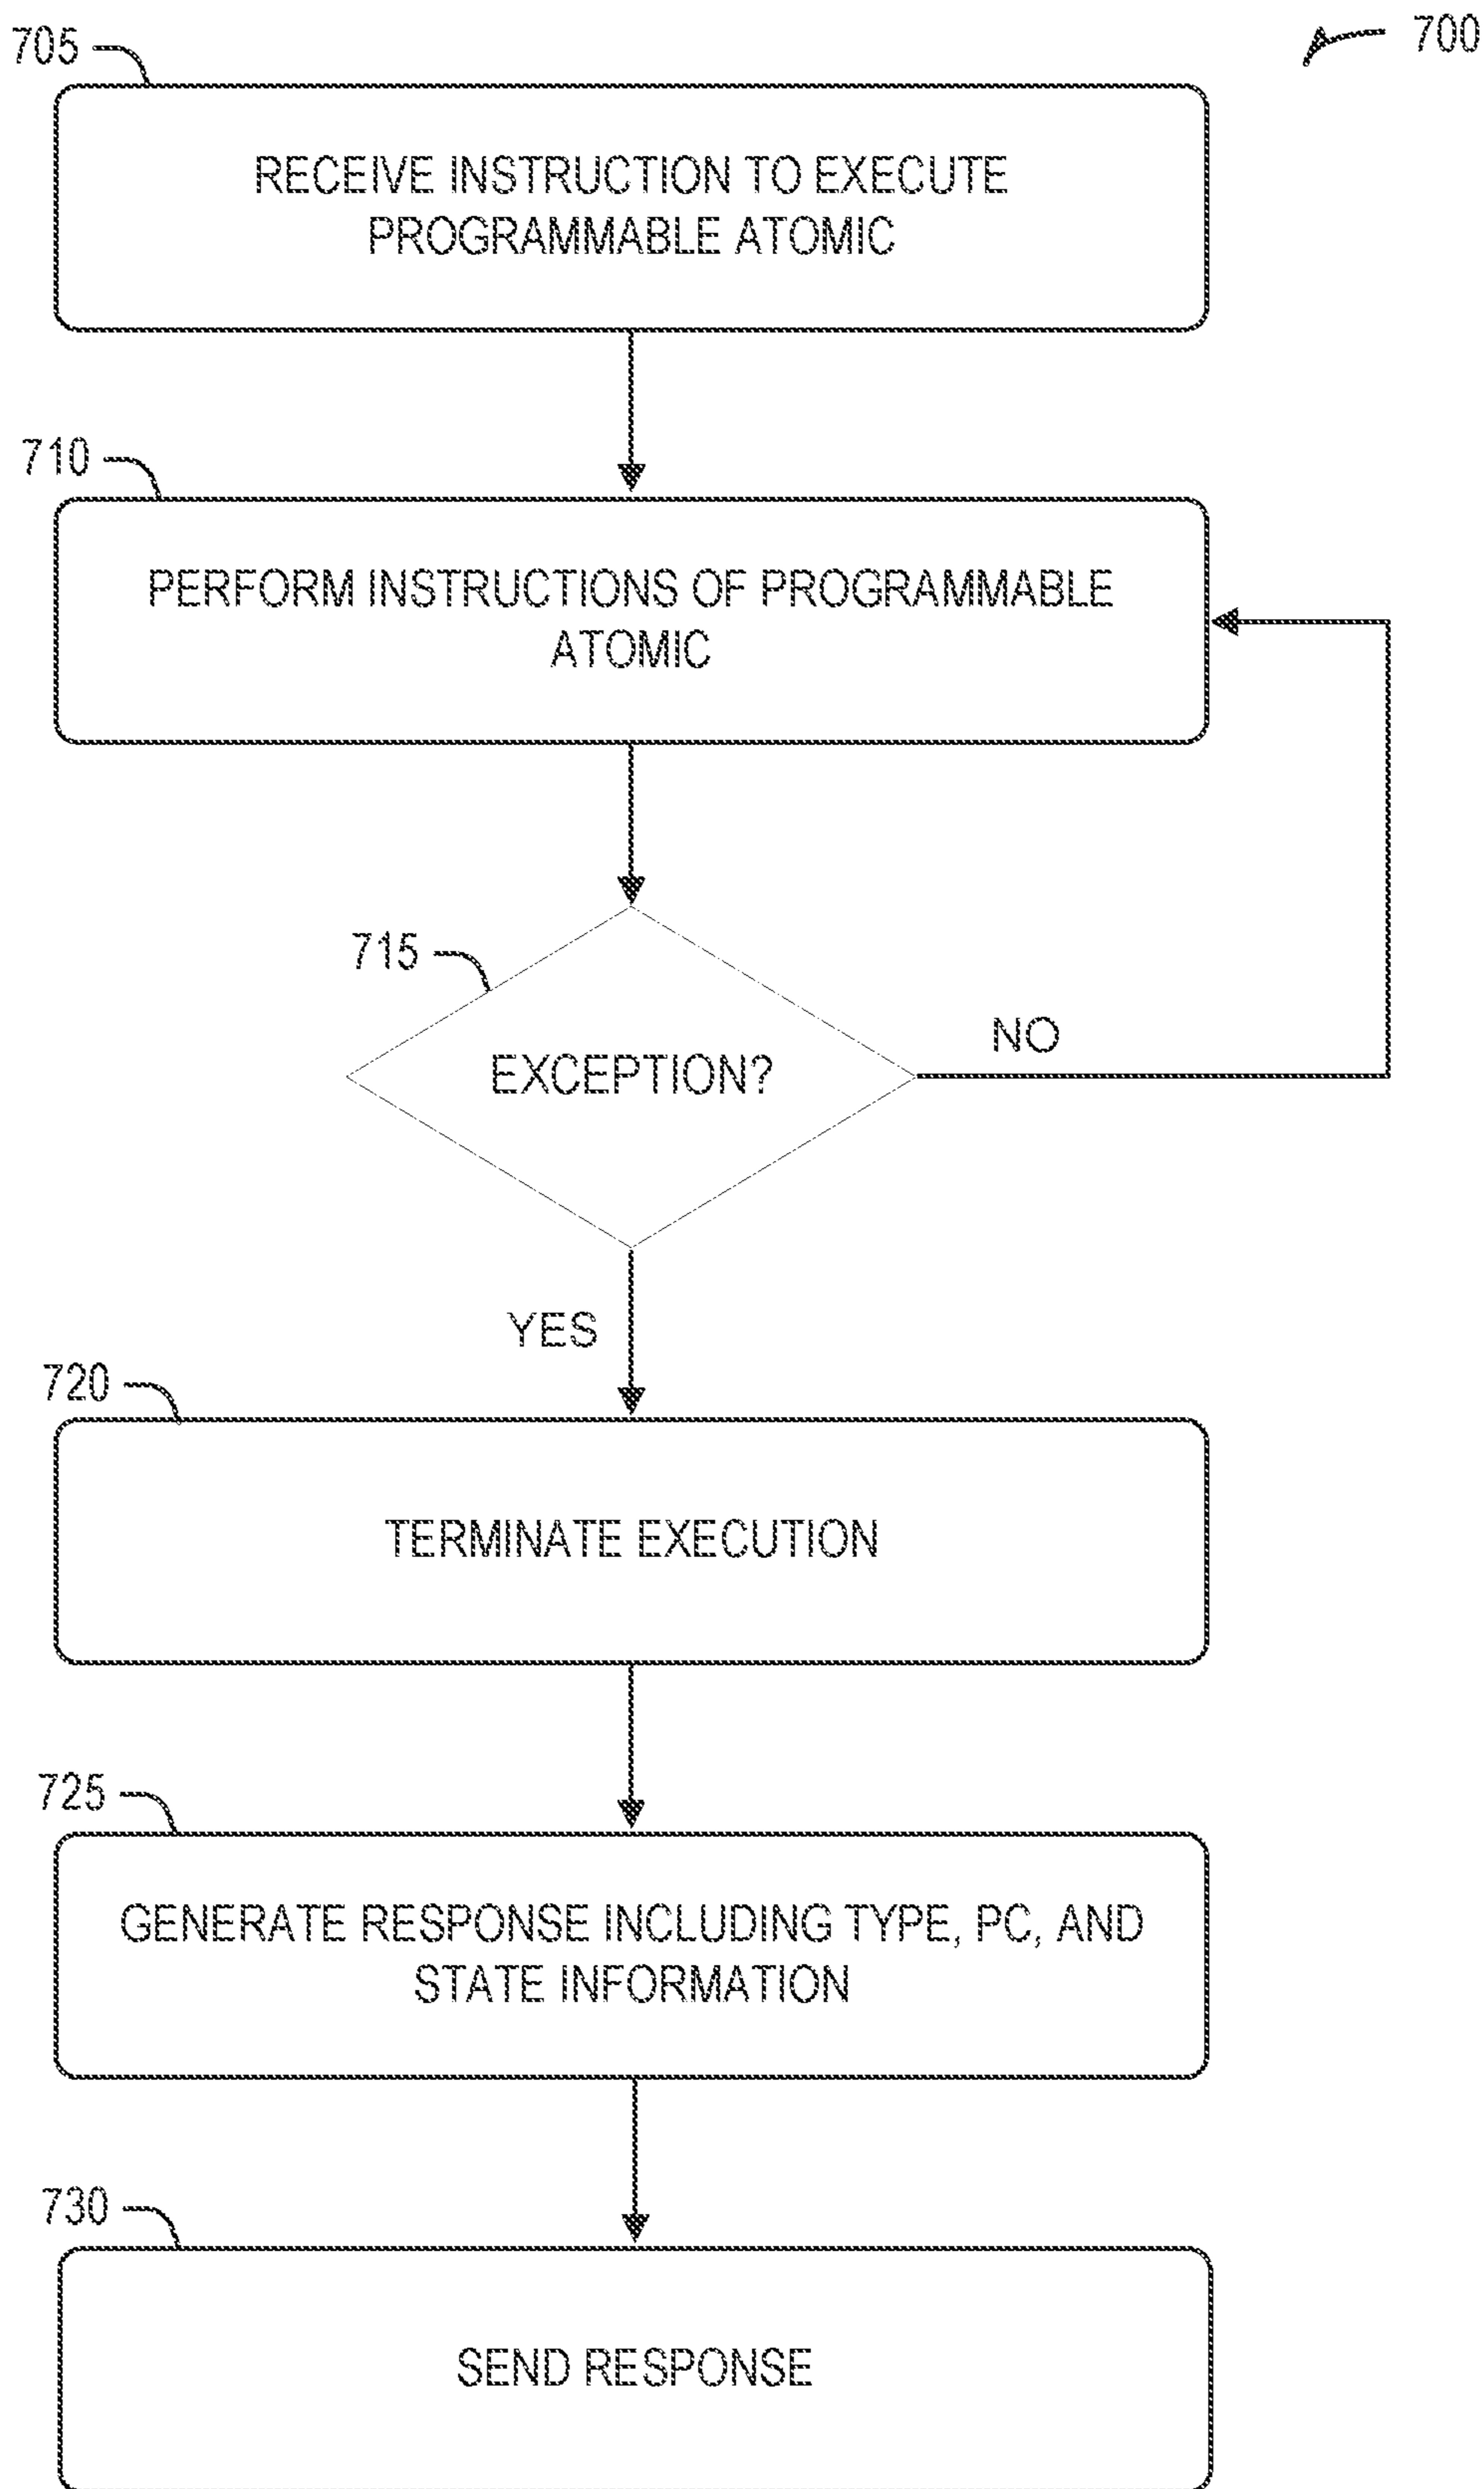 700
705
RECEIVE INSTRUCTION TO EXECUTE
PROGRAMMABLE ATOMIC
710
PERFORM INSTRUCTIONS OF PROGRAMMABLE
ATOMIC
715
EXCEPTION?
NO
YES
720
TERMINATE EXECUTION
725
GENERATE RESPONSE INCLUDING TYPE, PC, AND
STATE INFORMATION
730
SEND RESPONSE